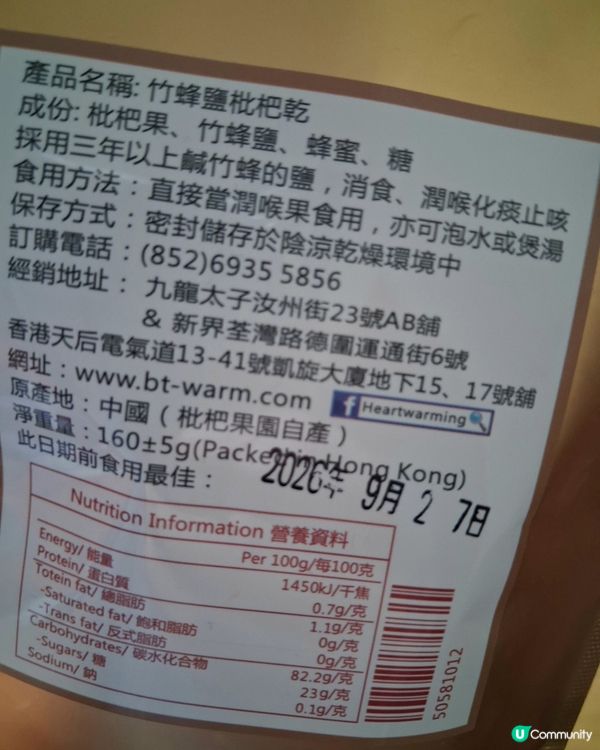 產品名稱: 竹蜂鹽枇杷乾
成份: 枇杷果、竹蜂鹽、蜂蜜、糖
採用三年以上鹹竹蜂的鹽，消食、潤喉化痰止咳
食用方法：直接當潤喉果食用，亦可泡水或煲湯
保存方式：密封儲存於陰涼乾燥環境中
訂購電話：(852)6935 5856
經銷地址： 九龍太子汝州街23號AB舖
& 新界荃灣路德圍運通街6號
香港天后電氣道13-41號凱旋大廈地下15、17號舖
網址：www.bt-warm.com f Heartwarming
原產地：中國（枇杷果園自產）
淨重量：160±5g(Packed in Hong Kong)
此日期前食用最佳： 2026年 9月 2 7日
Nutrition Information 營養資料
Per 100g/每100克
Energy/ 能量 1450kJ/千焦
Protein/ 蛋白質 0.7g/克
Totein fat/ 總脂肪 1.1g/克
-Saturated fat/ 飽和脂肪 0g/克
-Trans fat/ 反式脂肪 0g/克
Carbohydrates/ 碳水化合物 82.2g/克
-Sugars/ 糖 23g/克
Sodium/ 鈉 0.1g/克
50581012
U Community